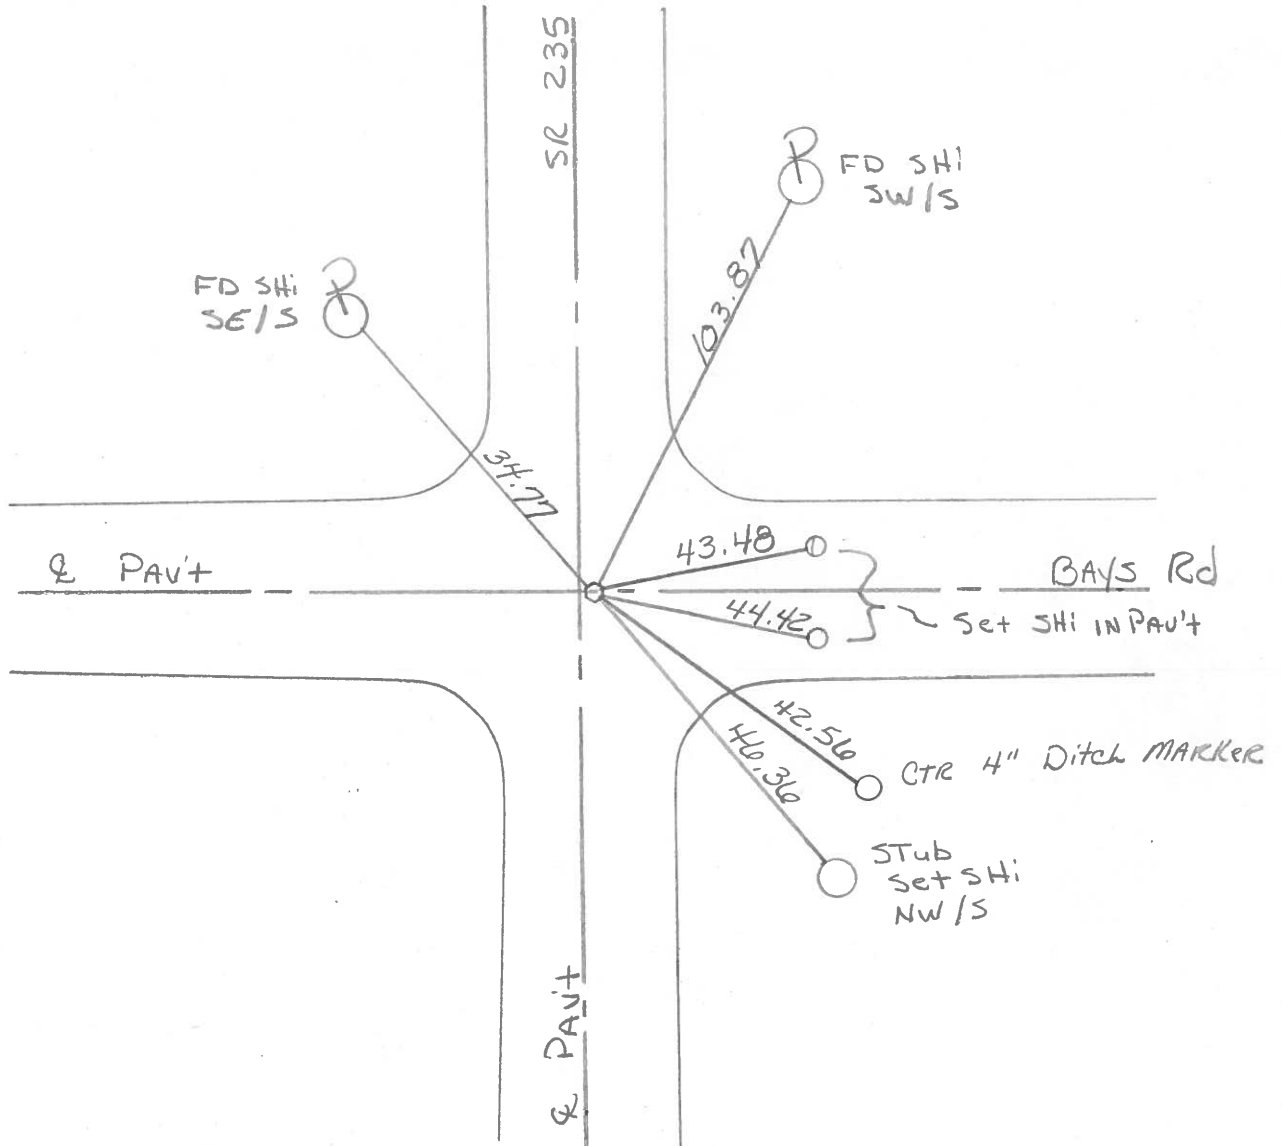 SR 235
FD SHi
SW/S
FD SHi
SE/S
103.87
34.77
43.48
℄ PAV't
BAYS Rd
44.42
Set SHi IN PAV't
42.56
46.36
CTR 4" Ditch MARKER
STub
Set SHi
NW/S
℄ PAV't